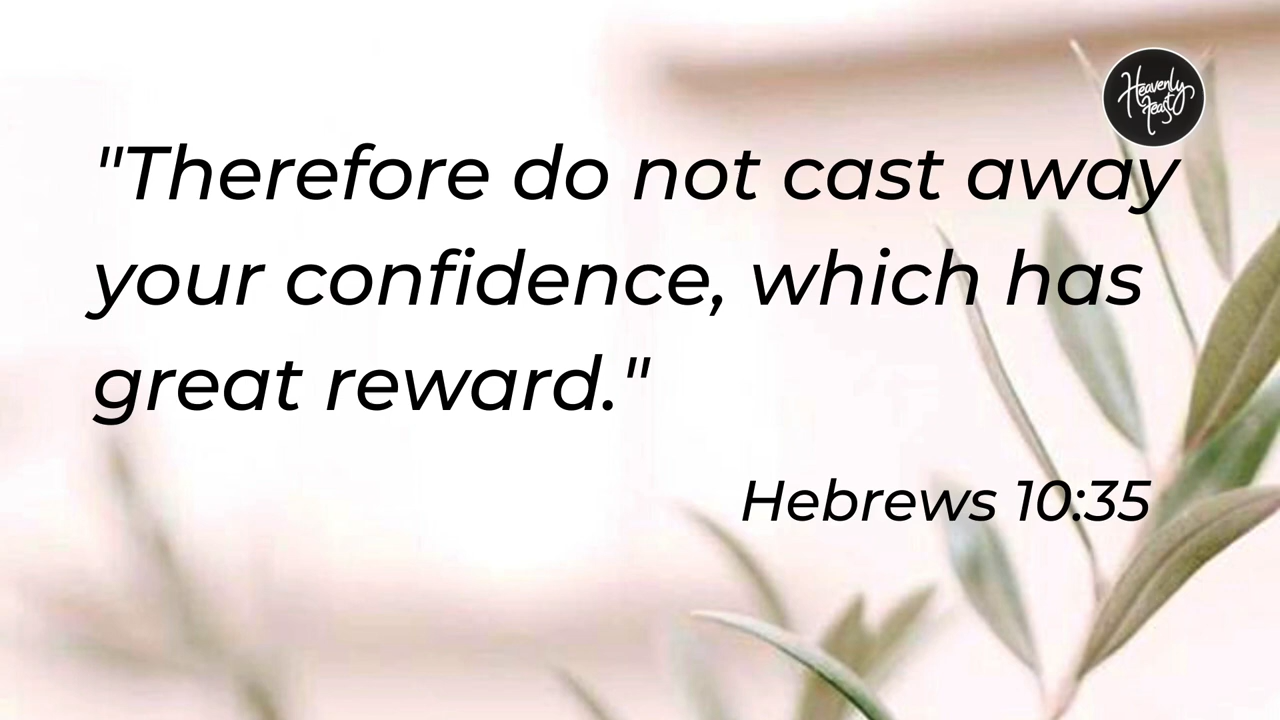 Heavenly
feast
"Therefore do not cast away
your confidence, which has
great reward."
Hebrews 10:35